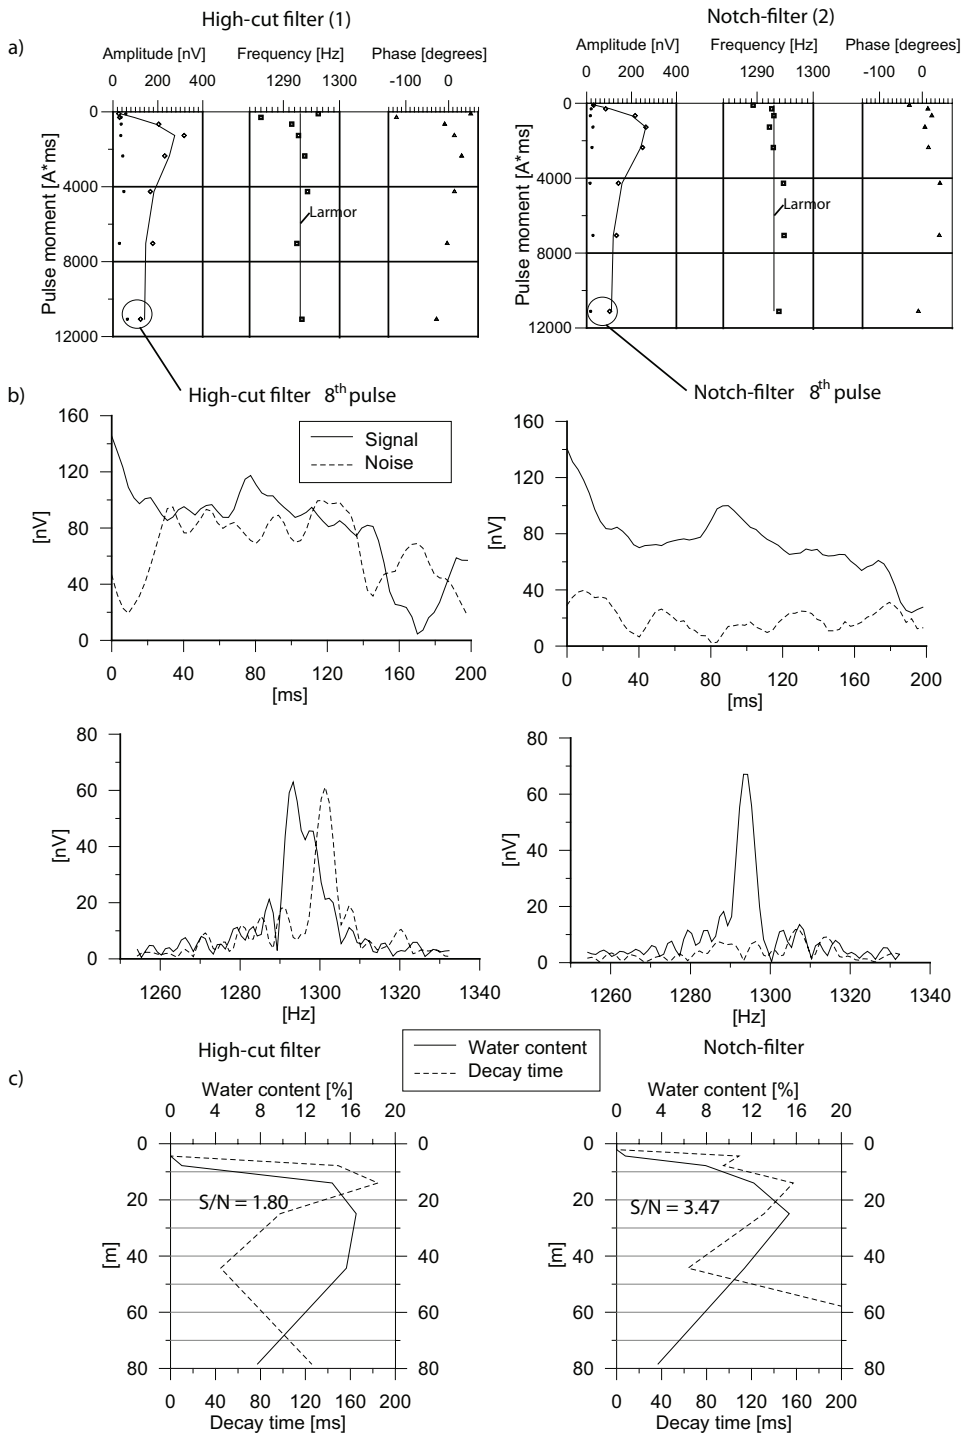 High-cut filter (1)
Notch-filter (2)
a)
Amplitude [nV] Frequency [Hz] Phase [degrees]
0 200 400 1290 1300 -100 0
Amplitude [nV] Frequency [Hz] Phase [degrees]
0 200 400 1290 1300 -100 0
Pulse moment [A*ms]
0
4000
8000
12000
Larmor
Pulse moment [A*ms]
0
4000
8000
12000
Larmor
b)
High-cut filter 8th pulse
Notch-filter 8th pulse
Signal
Noise
[nV]
160
120
80
40
0
0 40 80 120 160 200
[ms]
[nV]
160
120
80
40
0
0 40 80 120 160 200
[ms]
[nV]
80
60
40
20
0
1260 1280 1300 1320 1340
[Hz]
[nV]
80
60
40
20
0
1260 1280 1300 1320 1340
[Hz]
High-cut filter
Water content
Decay time
Notch-filter
c)
Water content [%]
0 4 8 12 16 20
[m]
0 0
20 20
40 40
60 60
80 80
S/N = 1.80
0 40 80 120 160 200
Decay time [ms]
Water content [%]
0 4 8 12 16 20
[m]
0 0
20 20
40 40
60 60
80 80
S/N = 3.47
0 40 80 120 160 200
Decay time [ms]